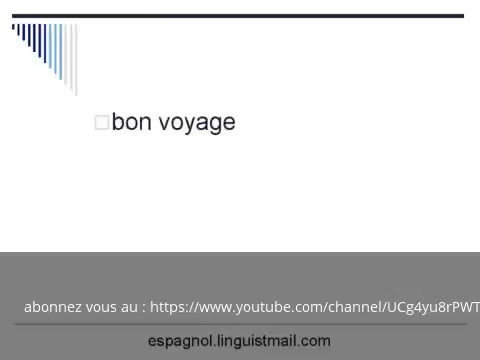 bon voyage
abonnez vous au : https://www.youtube.com/channel/UCg4yu8rPWT
espagnol.linguistmail.com